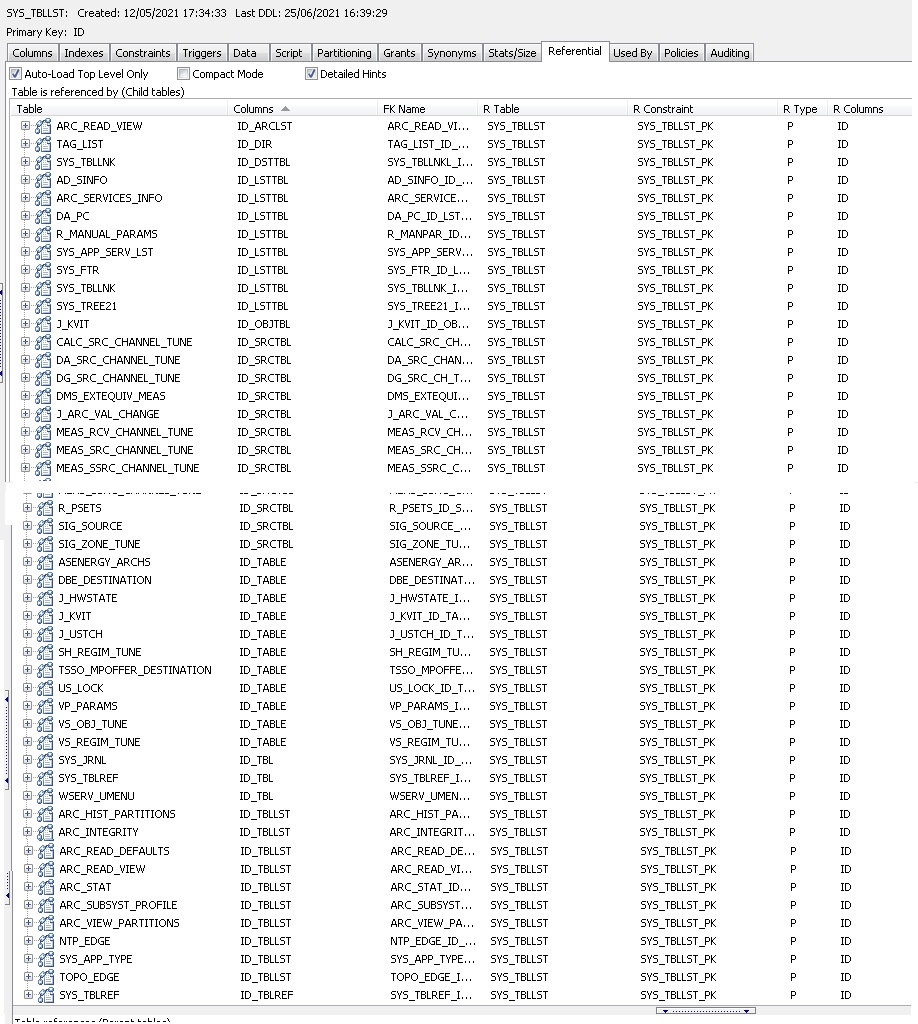 SYS_TBLLST: Created: 12/05/2021 17:34:33 Last DDL: 25/06/2021 16:39:29
Primary Key: ID
Columns Indexes Constraints Triggers Data Script Partitioning Grants Synonyms Stats/Size Referential Used By Policies Auditing
Auto-Load Top Level Only Compact Mode Detailed Hints
Table is referenced by (Child tables)
Table Columns FK Name R Table R Constraint R Type R Columns
ARC_READ_VIEW ID_ARCLST ARC_READ_VI... SYS_TBLLST SYS_TBLLST_PK P ID
TAG_LIST ID_DIR TAG_LIST_ID_... SYS_TBLLST SYS_TBLLST_PK P ID
SYS_TBLLNK ID_DSTTBL SYS_TBLLNKL_I... SYS_TBLLST SYS_TBLLST_PK P ID
AD_SINFO ID_LSTTBL AD_SINFO_ID_... SYS_TBLLST SYS_TBLLST_PK P ID
ARC_SERVICES_INFO ID_LSTTBL ARC_SERVICE... SYS_TBLLST SYS_TBLLST_PK P ID
DA_PC ID_LSTTBL DA_PC_ID_LST... SYS_TBLLST SYS_TBLLST_PK P ID
R_MANUAL_PARAMS ID_LSTTBL R_MANPAR_ID... SYS_TBLLST SYS_TBLLST_PK P ID
SYS_APP_SERV_LST ID_LSTTBL SYS_APP_SERV... SYS_TBLLST SYS_TBLLST_PK P ID
SYS_FTR ID_LSTTBL SYS_FTR_ID_L... SYS_TBLLST SYS_TBLLST_PK P ID
SYS_TBLLNK ID_LSTTBL SYS_TBLLNK_I... SYS_TBLLST SYS_TBLLST_PK P ID
SYS_TREE21 ID_LSTTBL SYS_TREE21_I... SYS_TBLLST SYS_TBLLST_PK P ID
J_KVIT ID_OBJTBL J_KVIT_ID_OB... SYS_TBLLST SYS_TBLLST_PK P ID
CALC_SRC_CHANNEL_TUNE ID_SRCTBL CALC_SRC_CH... SYS_TBLLST SYS_TBLLST_PK P ID
DA_SRC_CHANNEL_TUNE ID_SRCTBL DA_SRC_CHAN... SYS_TBLLST SYS_TBLLST_PK P ID
DG_SRC_CHANNEL_TUNE ID_SRCTBL DG_SRC_CH_T... SYS_TBLLST SYS_TBLLST_PK P ID
DMS_EXTEQUIV_MEAS ID_SRCTBL DMS_EXTEQUI... SYS_TBLLST SYS_TBLLST_PK P ID
J_ARC_VAL_CHANGE ID_SRCTBL J_ARC_VAL_C... SYS_TBLLST SYS_TBLLST_PK P ID
MEAS_RCV_CHANNEL_TUNE ID_SRCTBL MEAS_RCV_CH... SYS_TBLLST SYS_TBLLST_PK P ID
MEAS_SRC_CHANNEL_TUNE ID_SRCTBL MEAS_SRC_CH... SYS_TBLLST SYS_TBLLST_PK P ID
MEAS_SSRC_CHANNEL_TUNE ID_SRCTBL MEAS_SSRC_C... SYS_TBLLST SYS_TBLLST_PK P ID
R_PSETS ID_SRCTBL R_PSETS_ID_S... SYS_TBLLST SYS_TBLLST_PK P ID
SIG_SOURCE ID_SRCTBL SIG_SOURCE_... SYS_TBLLST SYS_TBLLST_PK P ID
SIG_ZONE_TUNE ID_SRCTBL SIG_ZONE_TU... SYS_TBLLST SYS_TBLLST_PK P ID
ASENERGY_ARCHS ID_TABLE ASENERGY_AR... SYS_TBLLST SYS_TBLLST_PK P ID
DBE_DESTINATION ID_TABLE DBE_DESTINAT... SYS_TBLLST SYS_TBLLST_PK P ID
J_HWSTATE ID_TABLE J_HWSTATE_I... SYS_TBLLST SYS_TBLLST_PK P ID
J_KVIT ID_TABLE J_KVIT_ID_TA... SYS_TBLLST SYS_TBLLST_PK P ID
J_USTCH ID_TABLE J_USTCH_ID_T... SYS_TBLLST SYS_TBLLST_PK P ID
SH_REGIM_TUNE ID_TABLE SH_REGIM_TU... SYS_TBLLST SYS_TBLLST_PK P ID
TSSO_MPOFFER_DESTINATION ID_TABLE TSSO_MPOFFE... SYS_TBLLST SYS_TBLLST_PK P ID
US_LOCK ID_TABLE US_LOCK_ID_T... SYS_TBLLST SYS_TBLLST_PK P ID
VP_PARAMS ID_TABLE VP_PARAMS_I... SYS_TBLLST SYS_TBLLST_PK P ID
VS_OBJ_TUNE ID_TABLE VS_OBJ_TUNE... SYS_TBLLST SYS_TBLLST_PK P ID
VS_REGIM_TUNE ID_TABLE VS_REGIM_TU... SYS_TBLLST SYS_TBLLST_PK P ID
SYS_JRNL ID_TBL SYS_JRNL_ID_... SYS_TBLLST SYS_TBLLST_PK P ID
SYS_TBLREF ID_TBL SYS_TBLREF_I... SYS_TBLLST SYS_TBLLST_PK P ID
WSERV_UMENU ID_TBL WSERV_UMEN... SYS_TBLLST SYS_TBLLST_PK P ID
ARC_HIST_PARTITIONS ID_TBLLST ARC_HIST_PA... SYS_TBLLST SYS_TBLLST_PK P ID
ARC_INTEGRITY ID_TBLLST ARC_INTEGRIT... SYS_TBLLST SYS_TBLLST_PK P ID
ARC_READ_DEFAULTS ID_TBLLST ARC_READ_DE... SYS_TBLLST SYS_TBLLST_PK P ID
ARC_READ_VIEW ID_TBLLST ARC_READ_VI... SYS_TBLLST SYS_TBLLST_PK P ID
ARC_STAT ID_TBLLST ARC_STAT_ID... SYS_TBLLST SYS_TBLLST_PK P ID
ARC_SUBSYST_PROFILE ID_TBLLST ARC_SUBSYST... SYS_TBLLST SYS_TBLLST_PK P ID
ARC_VIEW_PARTITIONS ID_TBLLST ARC_VIEW_PA... SYS_TBLLST SYS_TBLLST_PK P ID
NTP_EDGE ID_TBLLST NTP_EDGE_ID_... SYS_TBLLST SYS_TBLLST_PK P ID
SYS_APP_TYPE ID_TBLLST SYS_APP_TYPE... SYS_TBLLST SYS_TBLLST_PK P ID
TOPO_EDGE ID_TBLLST TOPO_EDGE_I... SYS_TBLLST SYS_TBLLST_PK P ID
SYS_TBLREF ID_TBLREF SYS_TBLREF_I... SYS_TBLLST SYS_TBLLST_PK P ID